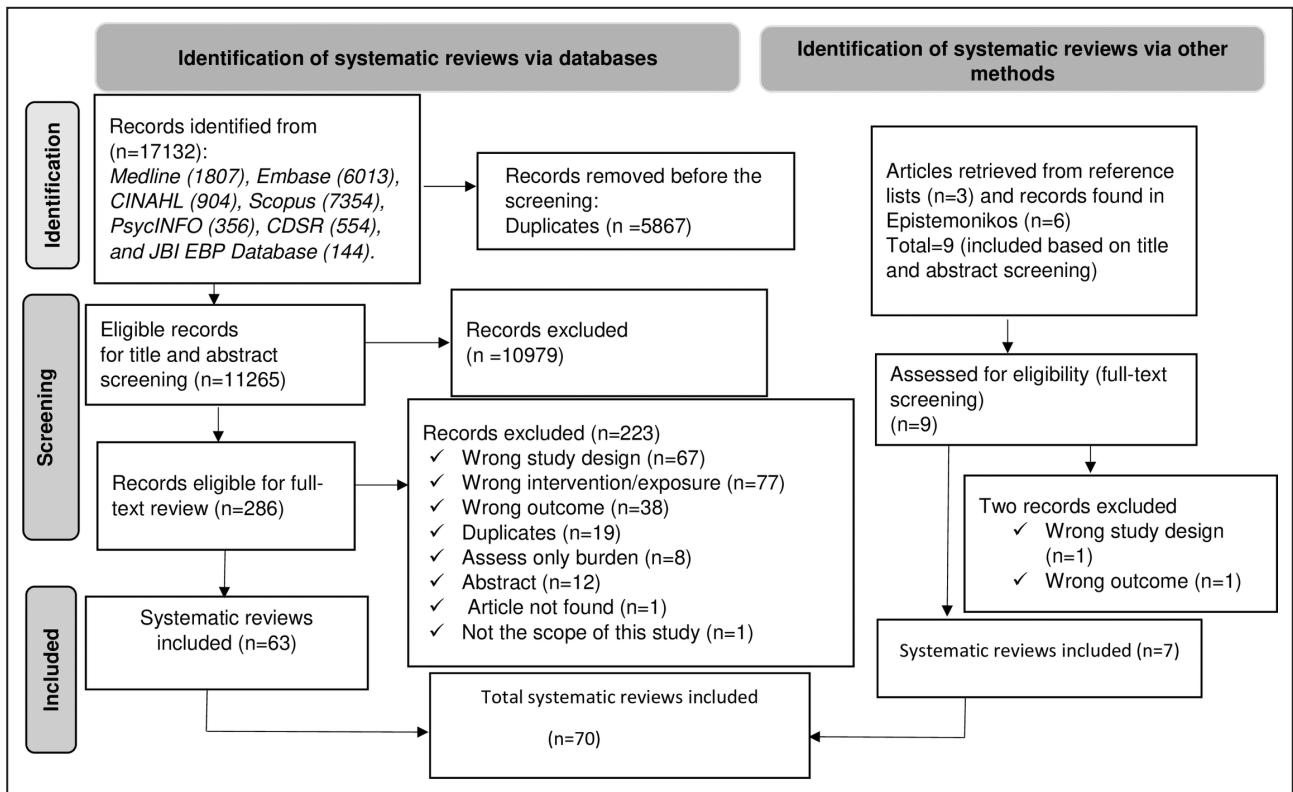 Identification of systematic reviews via databases
Identification of systematic reviews via other
methods
Identification
Records identified from
(n=17132):
Medline (1807), Embase (6013),
CINAHL (904), Scopus (7354),
PsycINFO (356), CDSR (554),
and JBI EBP Database (144).
Records removed before the
screening:
Duplicates (n =5867)
Articles retrieved from reference
lists (n=3) and records found in
Epistemonikos (n=6)
Total=9 (included based on title
and abstract screening)
Screening
Eligible records
for title and abstract
screening (n=11265)
Records excluded
(n =10979)
Assessed for eligibility (full-text
screening)
(n=9)
Records eligible for full-
text review (n=286)
Records excluded (n=223)
✓ Wrong study design (n=67)
✓ Wrong intervention/exposure (n=77)
✓ Wrong outcome (n=38)
✓ Duplicates (n=19)
✓ Assess only burden (n=8)
✓ Abstract (n=12)
✓ Article not found (n=1)
✓ Not the scope of this study (n=1)
Two records excluded
✓ Wrong study design
(n=1)
✓ Wrong outcome (n=1)
Included
Systematic reviews
included (n=63)
Systematic reviews included (n=7)
Total systematic reviews included
(n=70)